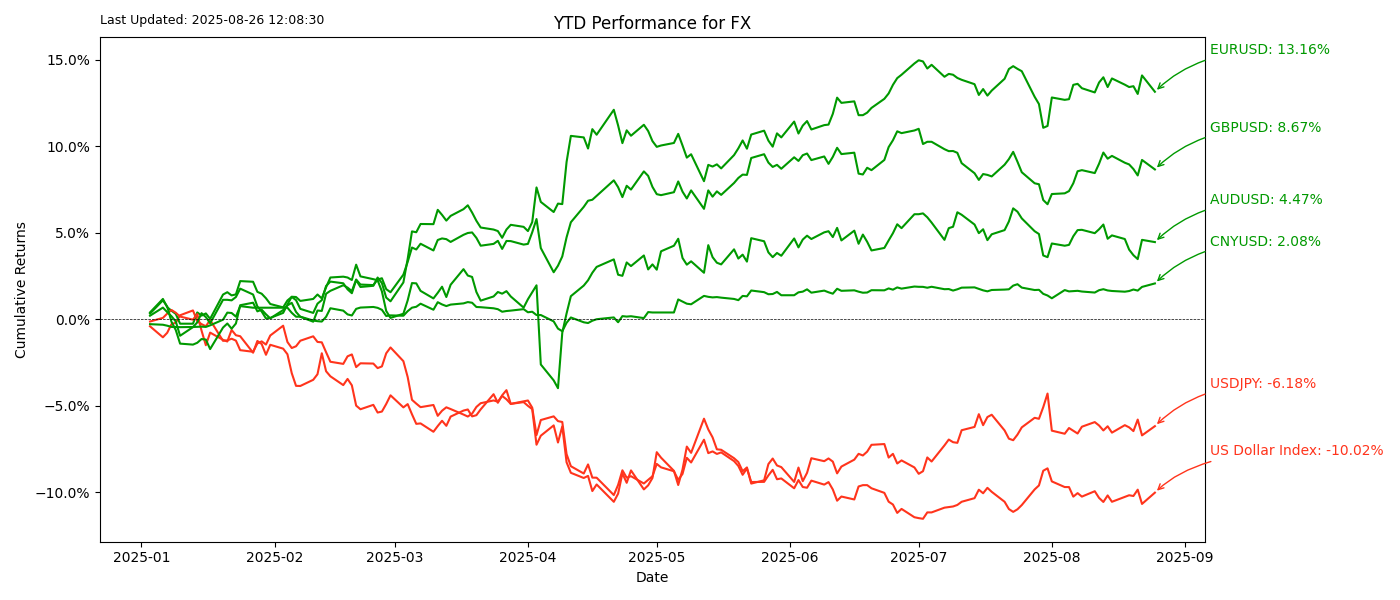 Last Updated: 2025-08-26 12:08:30
YTD Performance for FX
Cumulative Returns
15.0%
10.0%
5.0%
0.0%
−5.0%
−10.0%
EURUSD: 13.16%
GBPUSD: 8.67%
AUDUSD: 4.47%
CNYUSD: 2.08%
USDJPY: -6.18%
US Dollar Index: -10.02%
2025-01
2025-02
2025-03
2025-04
2025-05
2025-06
2025-07
2025-08
2025-09
Date